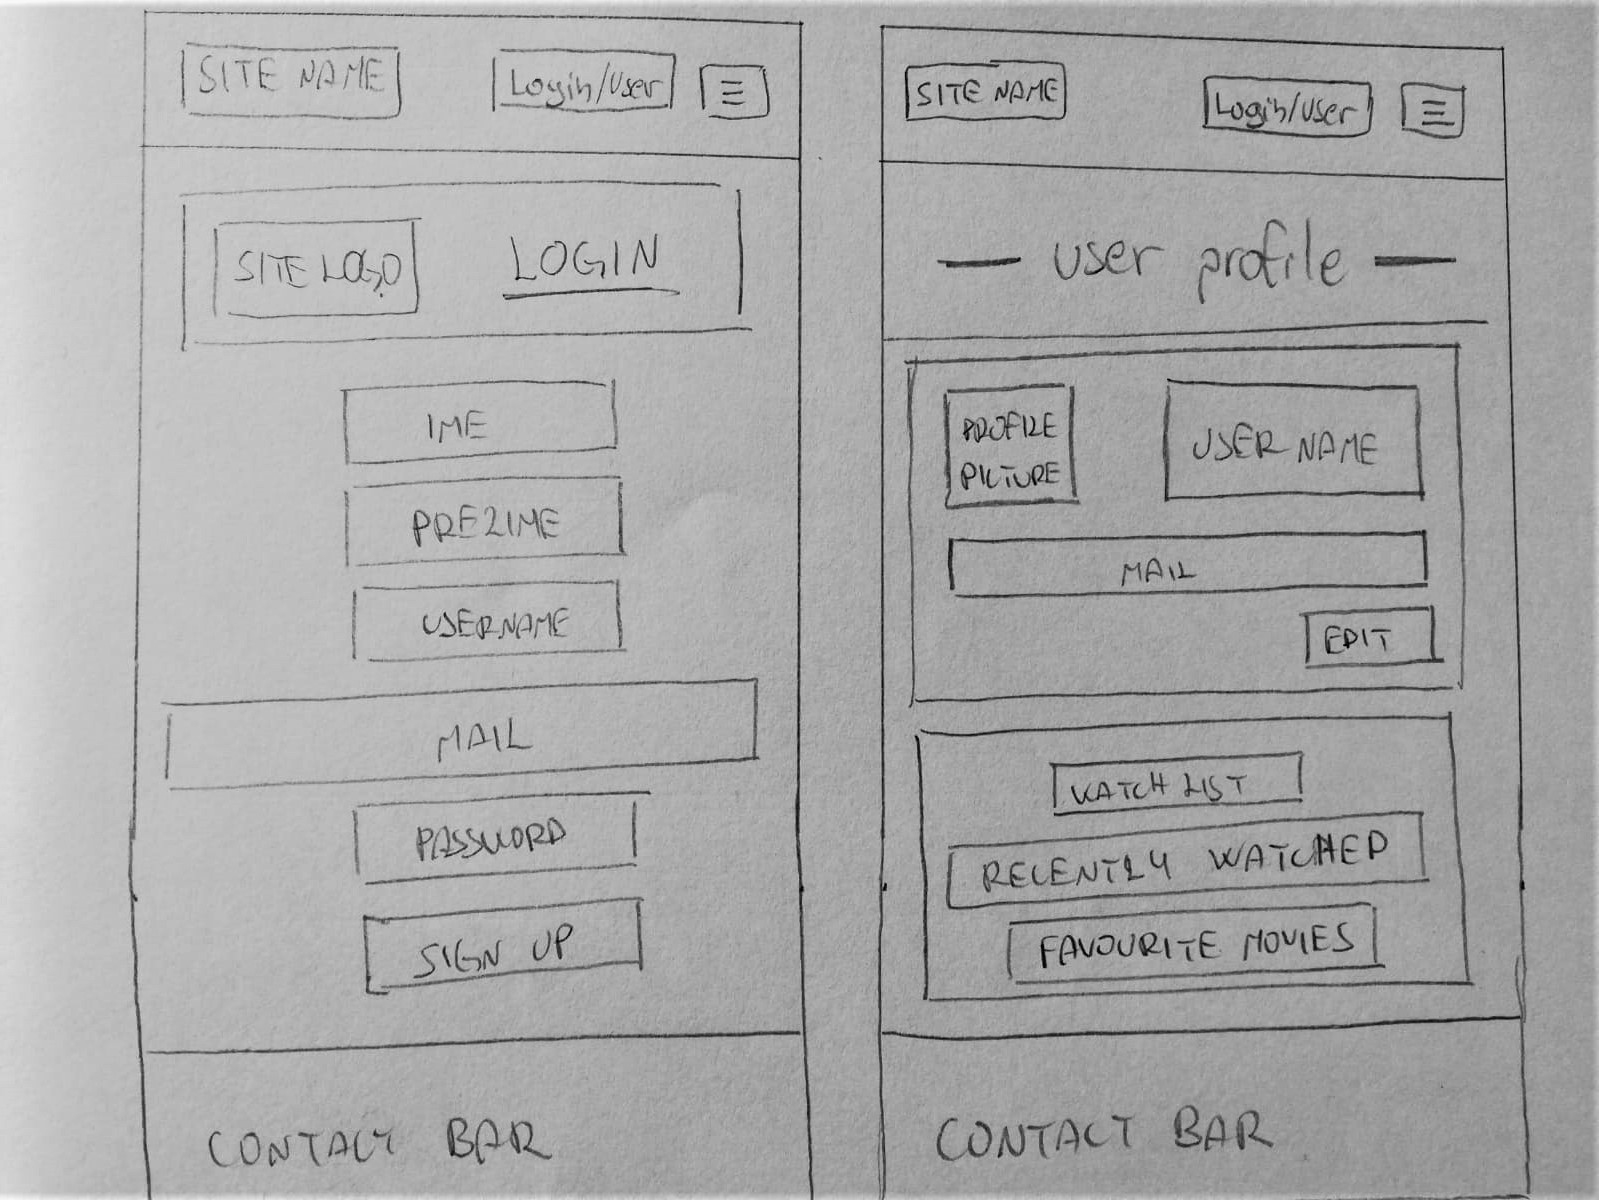 SITE NAME
Login/User
SITE LOGO
LOGIN
IME
PREZIME
USERNAME
MAIL
PASSWORD
SIGN UP
CONTACT BAR
SITE NAME
Login/User
user profile
PROFILE
PICTURE
USER NAME
MAIL
EDIT
WATCH LIST
RECENTLY WATCHED
FAVOURITE MOVIES
CONTACT BAR